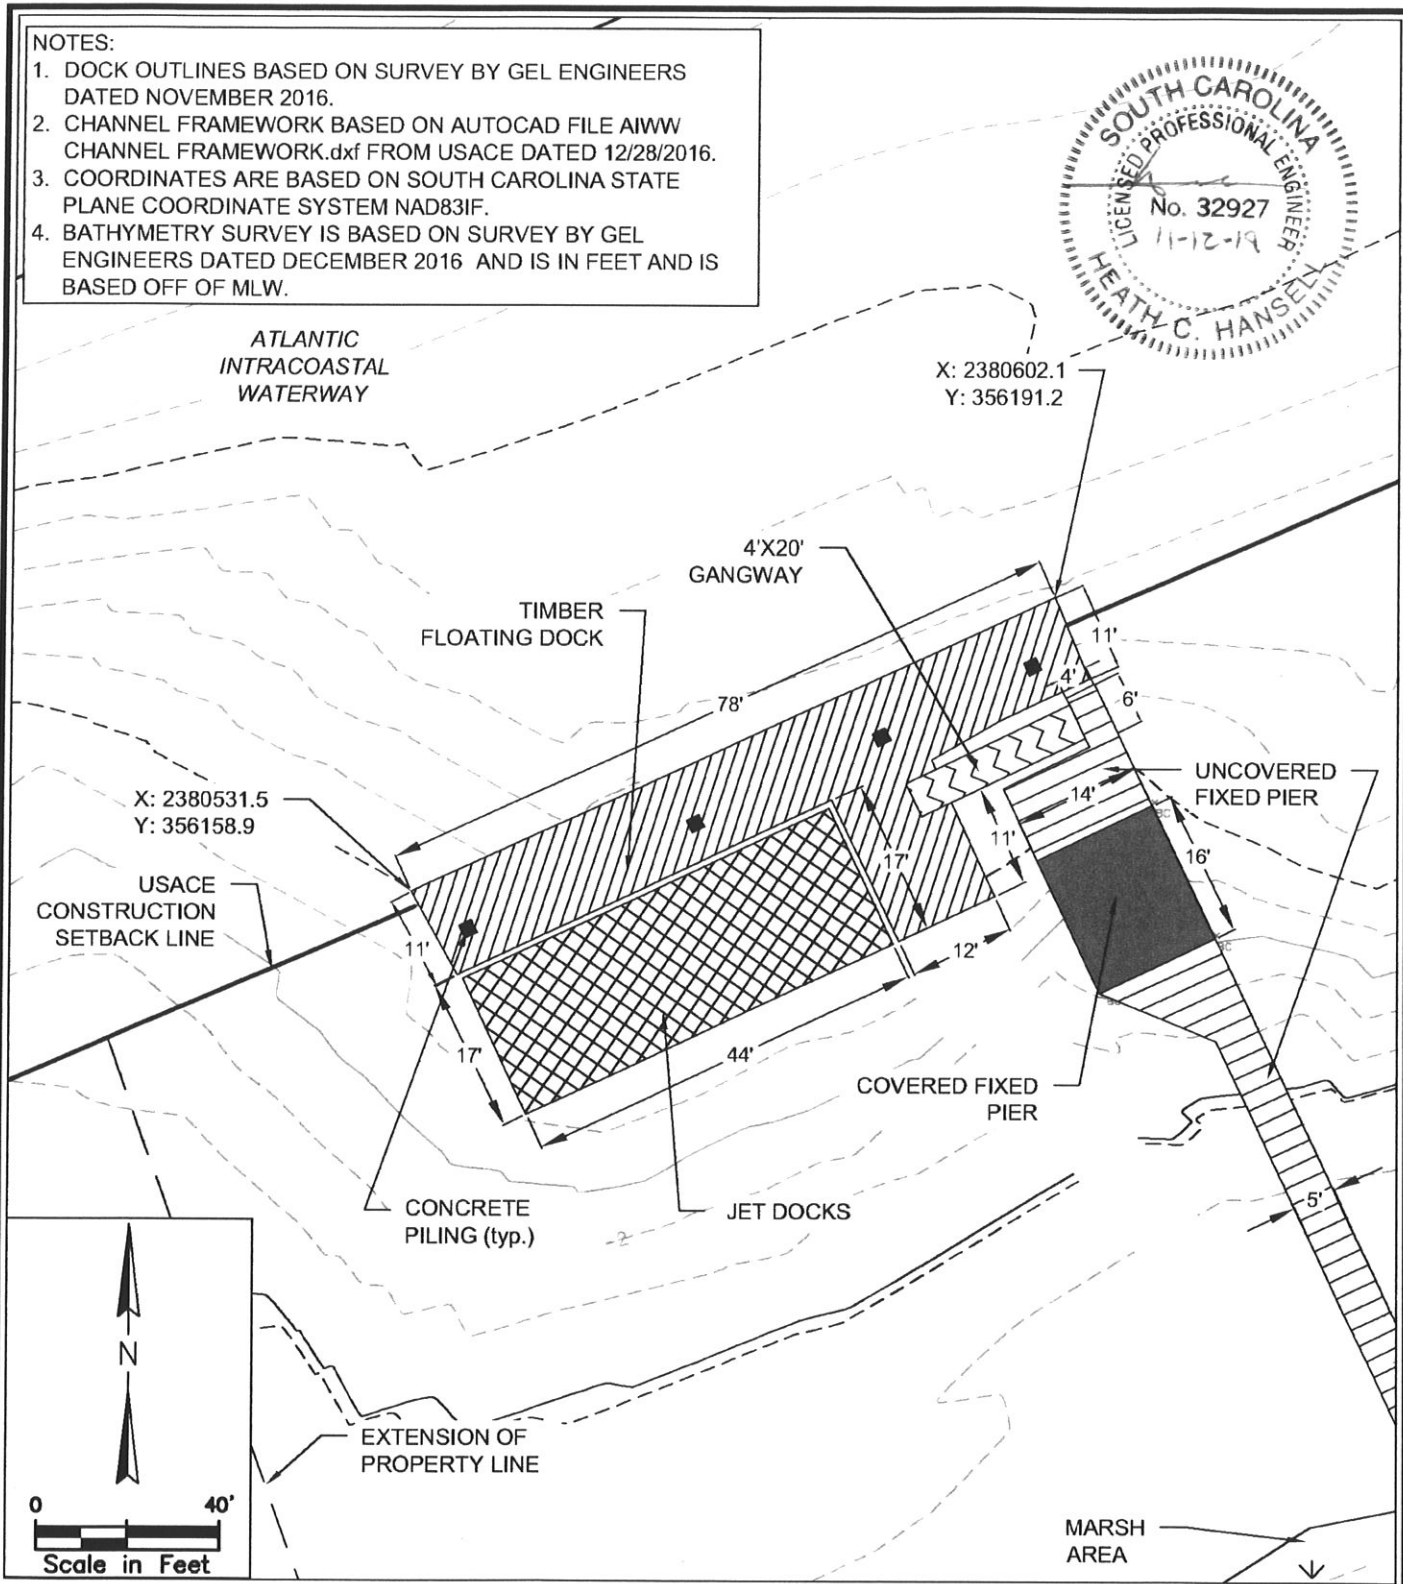 NOTES:
1. DOCK OUTLINES BASED ON SURVEY BY GEL ENGINEERS
DATED NOVEMBER 2016.
2. CHANNEL FRAMEWORK BASED ON AUTOCAD FILE AIWW
CHANNEL FRAMEWORK.dxf FROM USACE DATED 12/28/2016.
3. COORDINATES ARE BASED ON SOUTH CAROLINA STATE
PLANE COORDINATE SYSTEM NAD83IF.
4. BATHYMETRY SURVEY IS BASED ON SURVEY BY GEL
ENGINEERS DATED DECEMBER 2016 AND IS IN FEET AND IS
BASED OFF OF MLW.
SOUTH CAROLINA
LICENSED PROFESSIONAL ENGINEER
No. 32927
11-12-19
HEATH C. HANSEL
ATLANTIC
INTRACOASTAL
WATERWAY
X: 2380602.1
Y: 356191.2
4'X20'
GANGWAY
TIMBER
FLOATING DOCK
11'
4'
6'
78'
UNCOVERED
FIXED PIER
14'
X: 2380531.5
Y: 356158.9
11'
17'
16'
USACE
CONSTRUCTION
SETBACK LINE
11'
12'
17'
44'
COVERED FIXED
PIER
CONCRETE
PILING (typ.)
JET DOCKS
-2
5'
N
EXTENSION OF
PROPERTY LINE
0 40'
Scale in Feet
MARSH
AREA